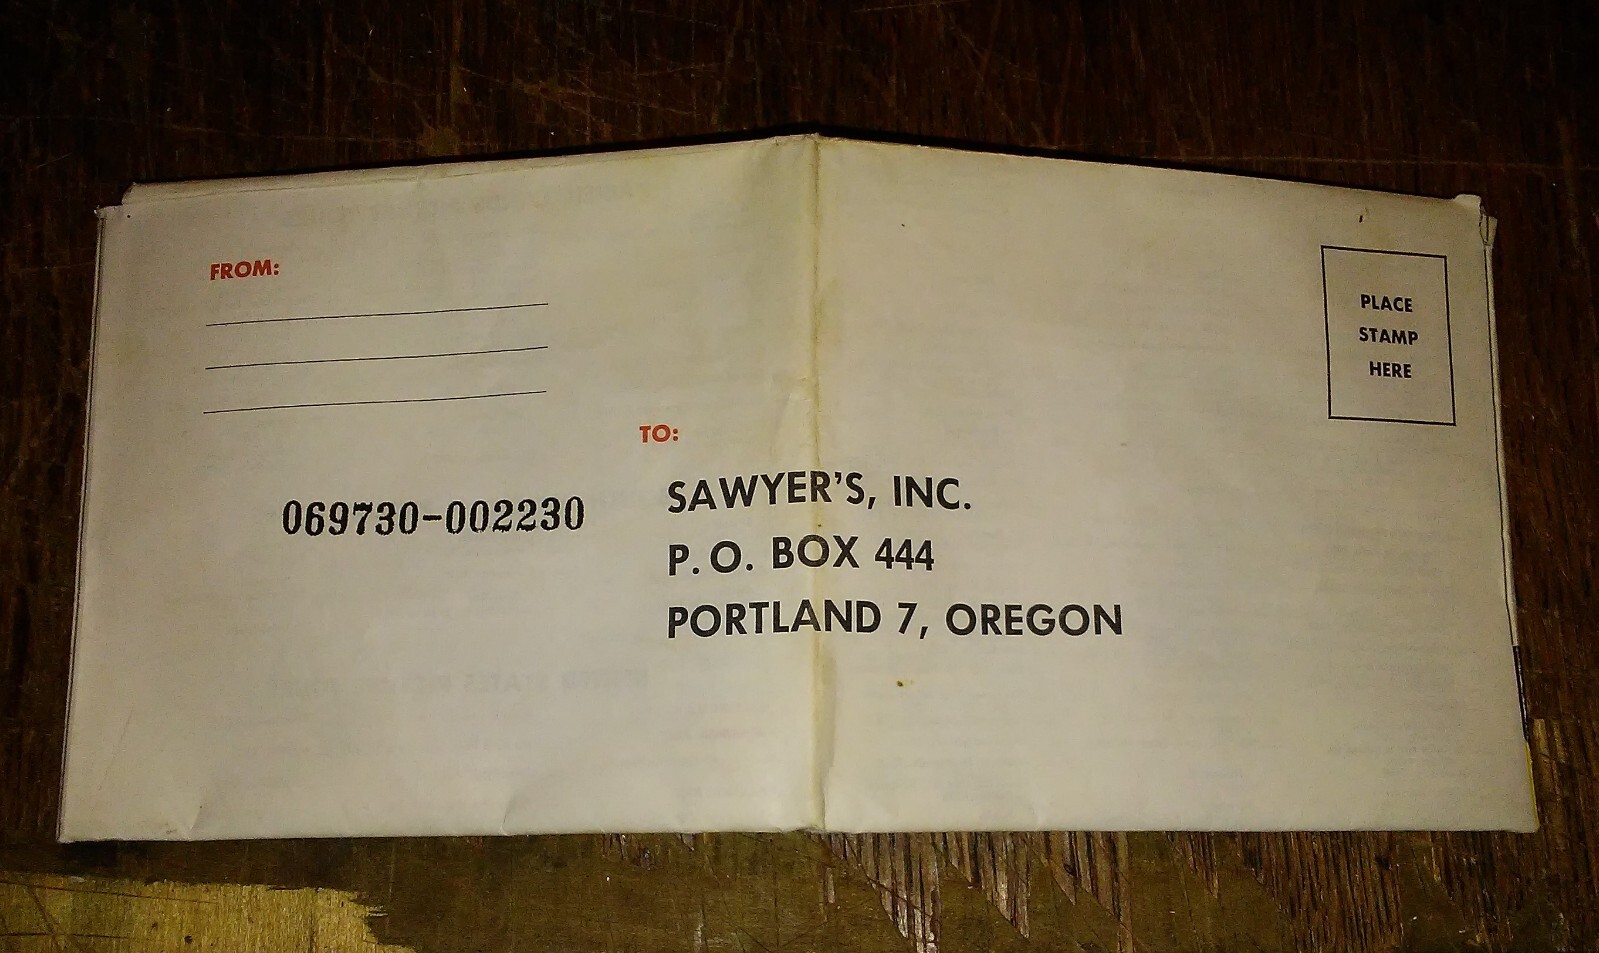 FROM:
PLACE
STAMP
HERE
TO:
069730-002230
SAWYER'S, INC.
P. O. BOX 444
PORTLAND 7, OREGON